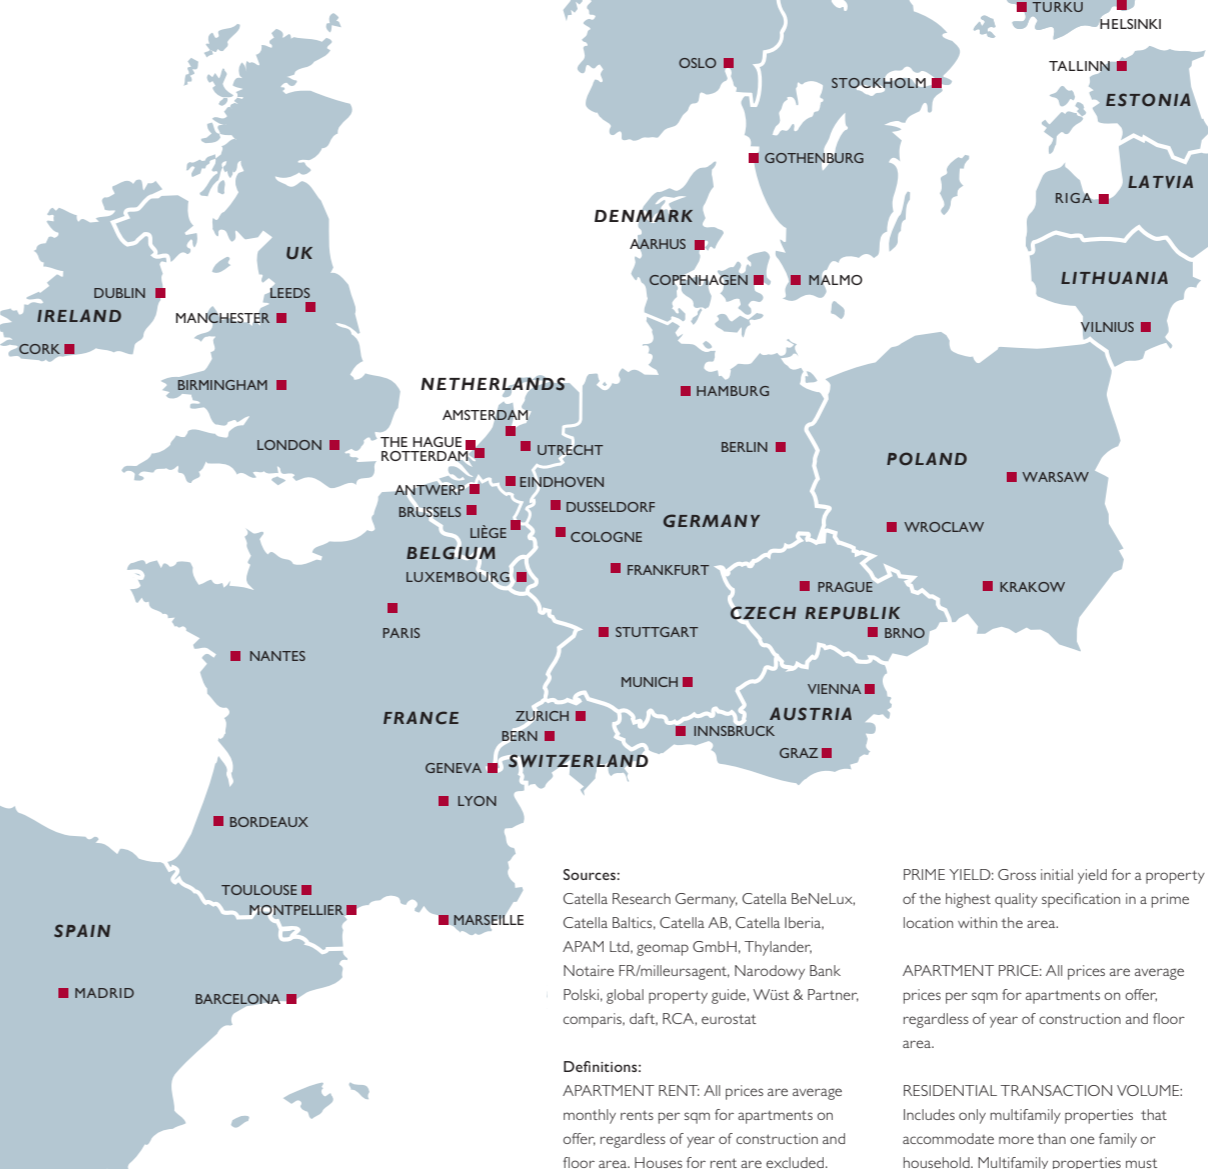 TURKU
HELSINKI
OSLO
TALLINN
STOCKHOLM
ESTONIA
GOTHENBURG
LATVIA
RIGA
DENMARK
AARHUS
UK
COPENHAGEN
MALMO
LITHUANIA
DUBLIN
LEEDS
IRELAND
MANCHESTER
VILNIUS
CORK
BIRMINGHAM
NETHERLANDS
HAMBURG
AMSTERDAM
LONDON
THE HAGUE
ROTTERDAM
UTRECHT
BERLIN
POLAND
WARSAW
EINDHOVEN
ANTWERP
DUSSELDORF
BRUSSELS
GERMANY
WROCLAW
LIÈGE
COLOGNE
BELGIUM
LUXEMBOURG
FRANKFURT
PRAGUE
KRAKOW
CZECH REPUBLIK
PARIS
STUTTGART
BRNO
NANTES
MUNICH
VIENNA
FRANCE
ZURICH
AUSTRIA
BERN
INNSBRUCK
SWITZERLAND
GRAZ
GENEVA
LYON
BORDEAUX
TOULOUSE
MONTPELLIER
MARSEILLE
SPAIN
MADRID
BARCELONA
Sources:
Catella Research Germany, Catella BeNeLux,
Catella Baltics, Catella AB, Catella Iberia,
APAM Ltd, geomap GmbH, Thylander,
Notaire FR/milleursagent, Narodowy Bank
Polski, global property guide, Wüst & Partner,
comparis, daft, RCA, eurostat
Definitions:
APARTMENT RENT: All prices are average
monthly rents per sqm for apartments on
offer, regardless of year of construction and
floor area. Houses for rent are excluded.
PRIME YIELD: Gross initial yield for a property
of the highest quality specification in a prime
location within the area.
APARTMENT PRICE: All prices are average
prices per sqm for apartments on offer,
regardless of year of construction and floor
area.
RESIDENTIAL TRANSACTION VOLUME:
Includes only multifamily properties that
accommodate more than one family or
household. Multifamily properties must